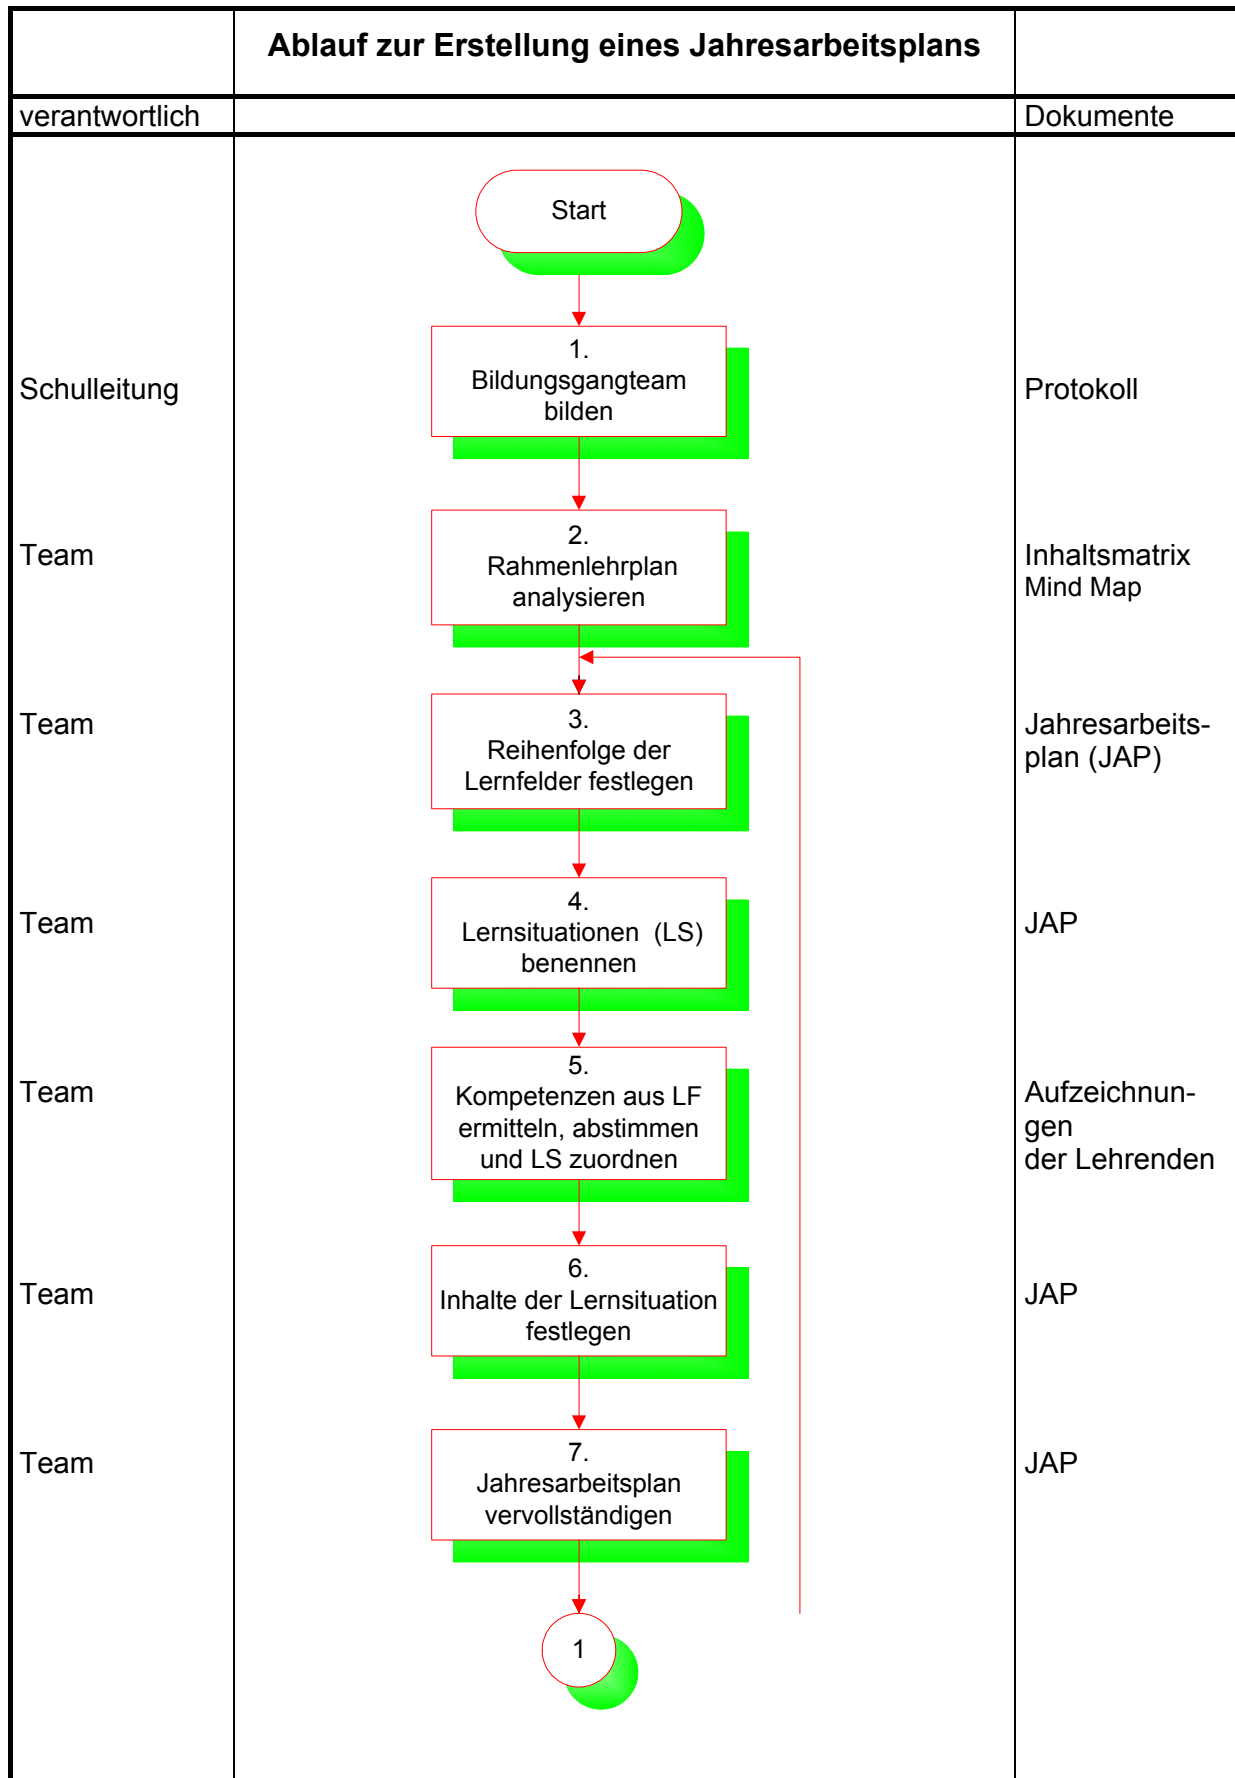 Ablauf zur Erstellung eines Jahresarbeitsplans
verantwortlich
Dokumente
Start
Schulleitung
1.
Bildungsgangteam
bilden
Protokoll
Team
2.
Rahmenlehrplan
analysieren
Inhaltsmatrix
Mind Map
Team
3.
Reihenfolge der
Lernfelder festlegen
Jahresarbeits-
plan (JAP)
Team
4.
Lernsituationen (LS)
benennen
JAP
Team
5.
Kompetenzen aus LF
ermitteln, abstimmen
und LS zuordnen
Aufzeichnun-
gen
der Lehrenden
Team
6.
Inhalte der Lernsituation
festlegen
JAP
Team
7.
Jahresarbeitsplan
vervollständigen
JAP
1